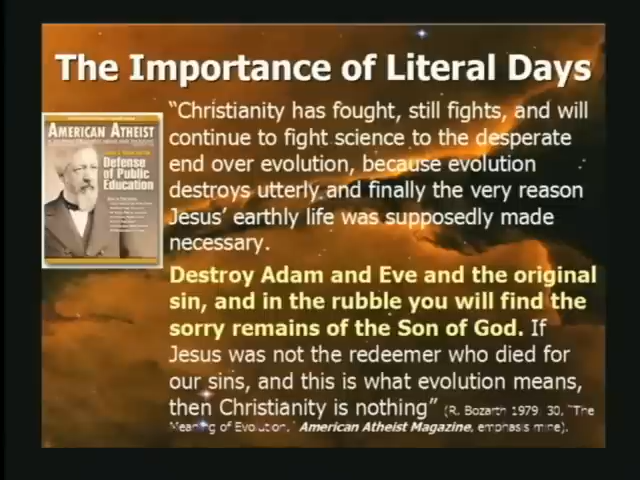 The Importance of Literal Days
AMERICAN ATHEIST
Defense
of Public
Education
“Christianity has fought, still fights, and will
continue to fight science to the desperate
end over evolution, because evolution
destroys utterly and finally the very reason
Jesus’ earthly life was supposedly made
necessary.
Destroy Adam and Eve and the original
sin, and in the rubble you will find the
sorry remains of the Son of God. If
Jesus was not the redeemer who died for
our sins, and this is what evolution means,
then Christianity is nothing” (R. Bozarth 1979: 30, “The
Meaning of Evolution,” American Atheist Magazine, emphasis mine).